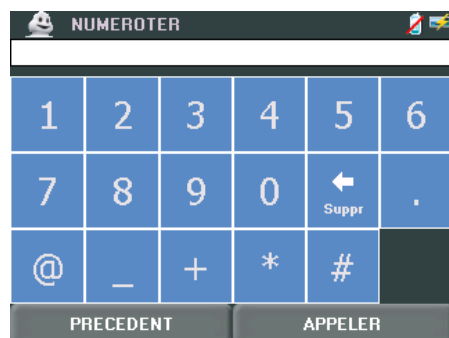 NUMEROTER
1 2 3 4 5 6
7 8 9 0 Suppr .
@ _ + * #
PRECEDENT APPELER